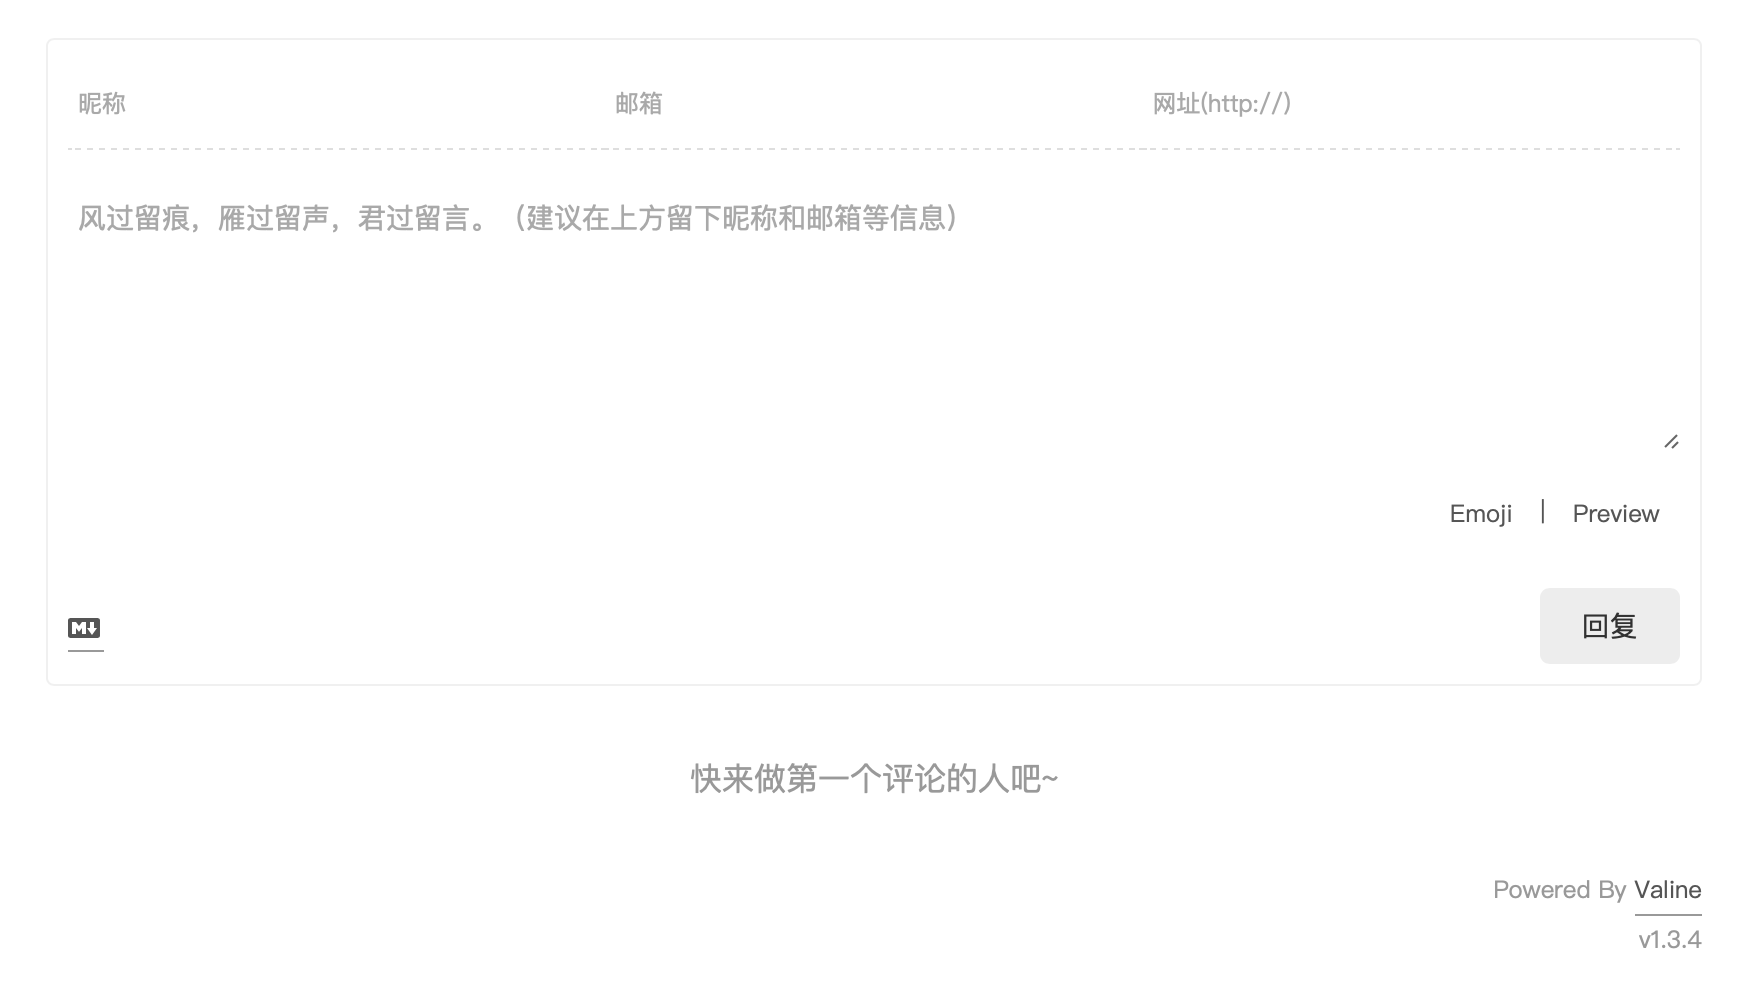 昵称 邮箱 网址(http://)
风过留痕，雁过留声，君过留言。（建议在上方留下昵称和邮箱等信息）
Emoji | Preview
M
回复
快来做第一个评论的人吧~
Powered By Valine
v1.3.4